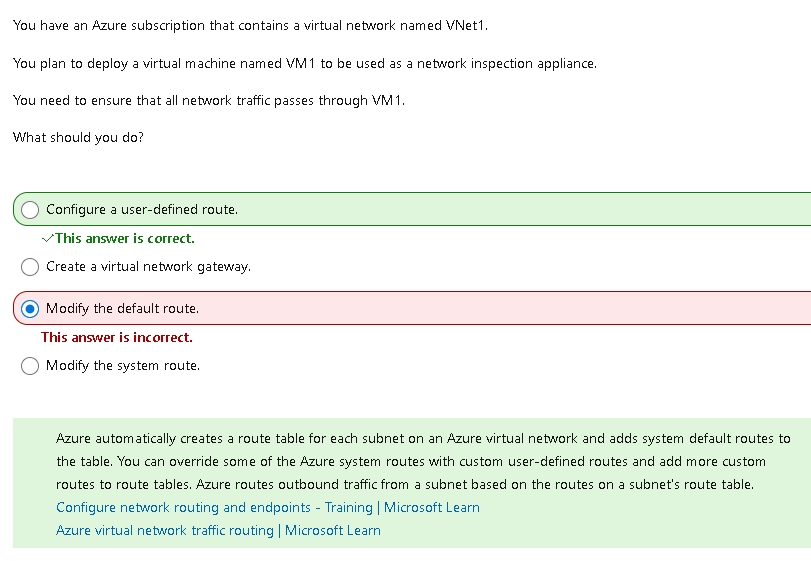 You have an Azure subscription that contains a virtual network named VNet1.
You plan to deploy a virtual machine named VM1 to be used as a network inspection appliance.
You need to ensure that all network traffic passes through VM1.
What should you do?
Configure a user-defined route.
✓This answer is correct.
Create a virtual network gateway.
Modify the default route.
This answer is incorrect.
Modify the system route.
Azure automatically creates a route table for each subnet on an Azure virtual network and adds system default routes to
the table. You can override some of the Azure system routes with custom user-defined routes and add more custom
routes to route tables. Azure routes outbound traffic from a subnet based on the routes on a subnet's route table.
Configure network routing and endpoints - Training | Microsoft Learn
Azure virtual network traffic routing | Microsoft Learn